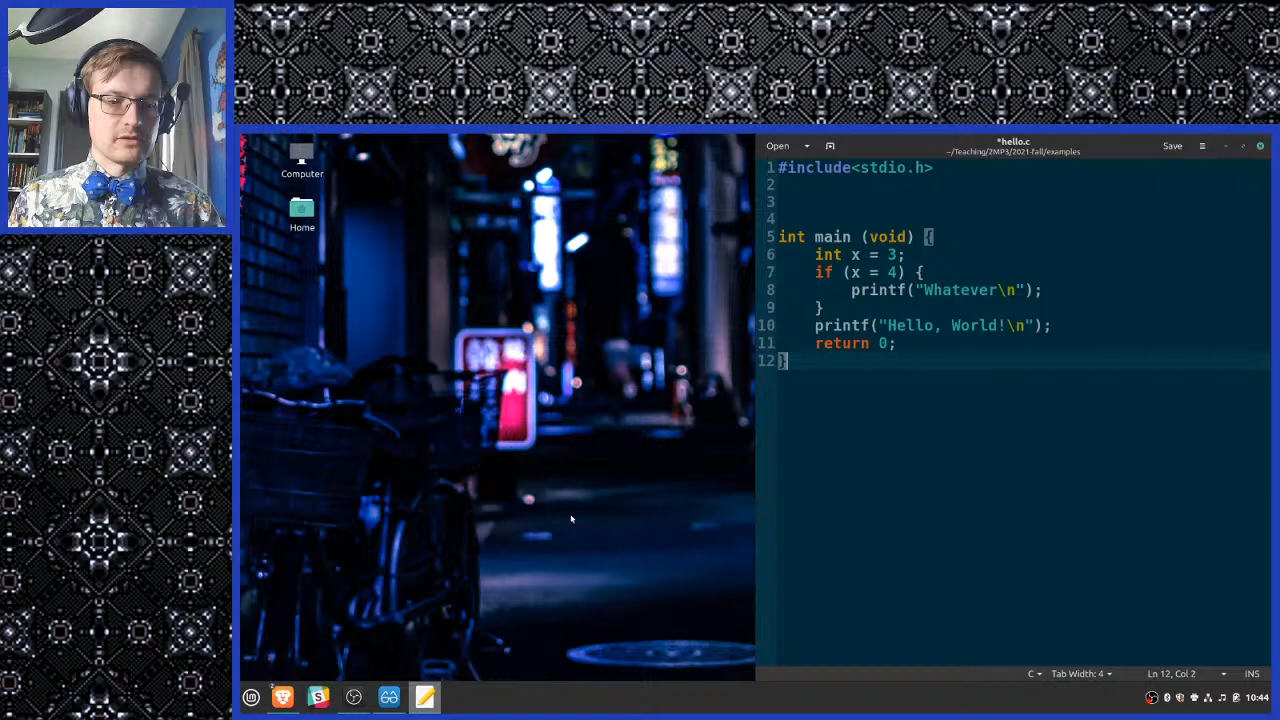 Computer
Home
Open
*hello.c
~/Teaching/2MP3/2021-fall/examples
Save
1 #include<stdio.h>
2
3
4
5 int main (void) {
6 int x = 3;
7 if (x = 4) {
8 printf("Whatever\n");
9 }
10 printf("Hello, World!\n");
11 return 0;
12 }
C
Tab Width: 4
Ln 12, Col 2
INS
10:44